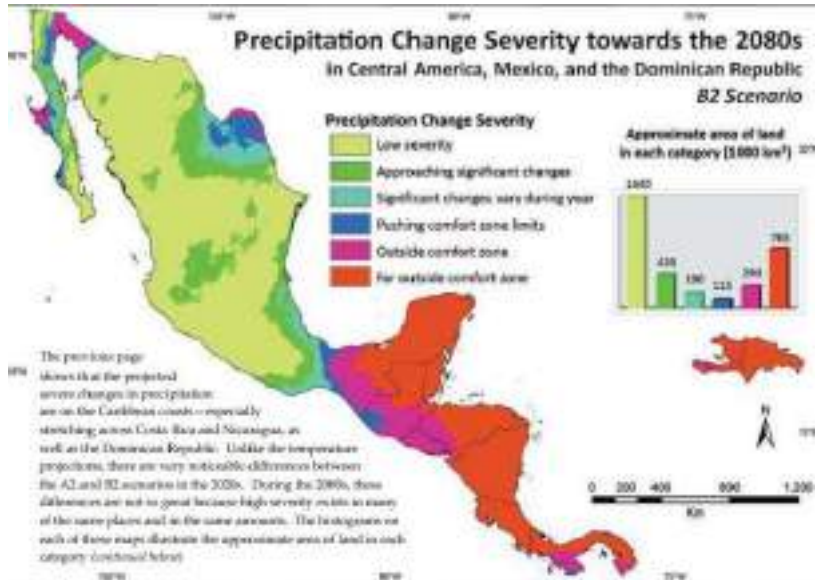 Precipitation Change Severity towards the 2080s
in Central America, Mexico, and the Dominican Republic
B2 Scenario
Precipitation Change Severity
Low severity
Approaching significant changes
Significant changes vary during year
Pushing comfort zone limits
Outside comfort zone
Far outside comfort zone
Approximate area of land
in each category (1000 km²)
The previous page
shows that the projected
severe changes in precipitation
are on the Caribbean coasts – especially
stretching across Costa Rica and Nicaragua, as
well as the Dominican Republic. Unlike the temperature
projections, there are very noticeable differences between
the A2 and B2 scenarios in the 2020s. During the 2080s, these
differences are not so great because high severity exists in many
of the same places and in the same amounts. The histograms on
each of these maps illustrate the approximate area of land in each
category (continued below)
N
0 200 400 800 1,200
Km